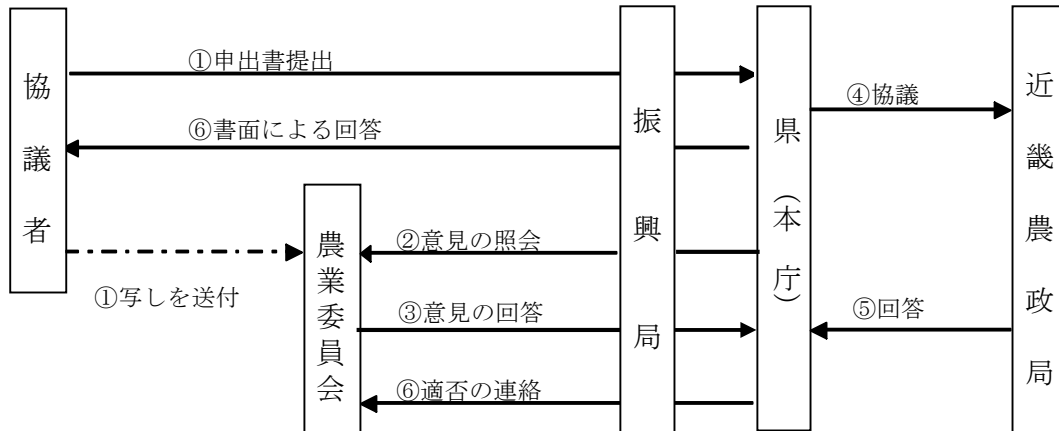 協議者
①申出書提出
⑥書面による回答
①写しを送付
農業委員会
②意見の照会
③意見の回答
⑥適否の連絡
振興局
県(本庁)
④協議
⑤回答
近畿農政局